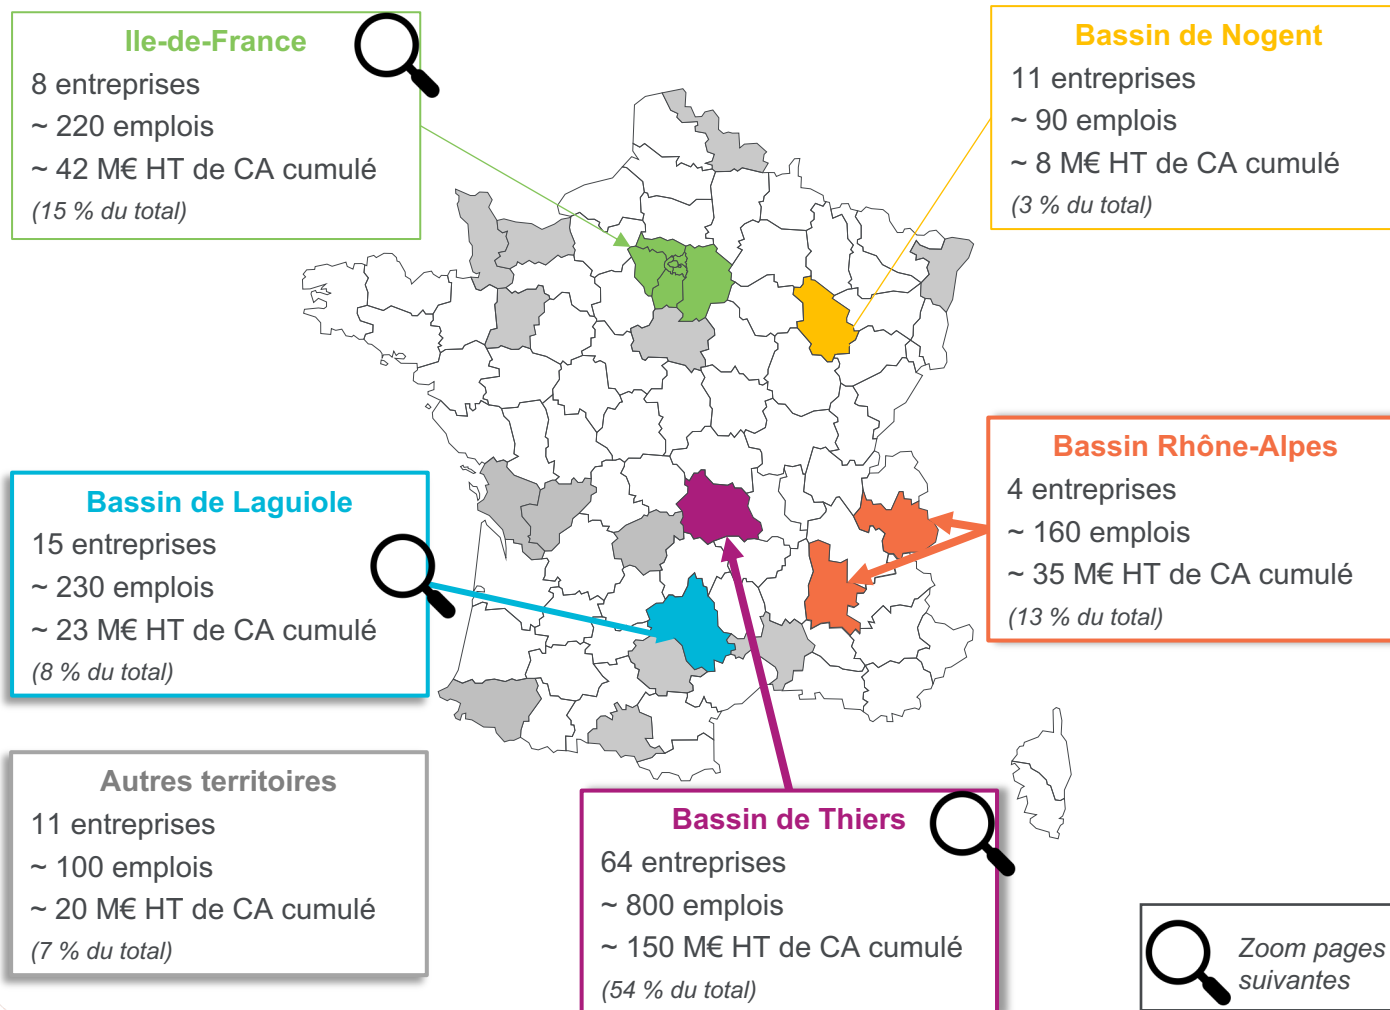 Ile-de-France
8 entreprises
~ 220 emplois
~ 42 M€ HT de CA cumulé
(15 % du total)
Bassin de Nogent
11 entreprises
~ 90 emplois
~ 8 M€ HT de CA cumulé
(3 % du total)
Bassin de Laguiole
15 entreprises
~ 230 emplois
~ 23 M€ HT de CA cumulé
(8 % du total)
Bassin Rhône-Alpes
4 entreprises
~ 160 emplois
~ 35 M€ HT de CA cumulé
(13 % du total)
Autres territoires
11 entreprises
~ 100 emplois
~ 20 M€ HT de CA cumulé
(7 % du total)
Bassin de Thiers
64 entreprises
~ 800 emplois
~ 150 M€ HT de CA cumulé
(54 % du total)
Zoom pages
suivantes